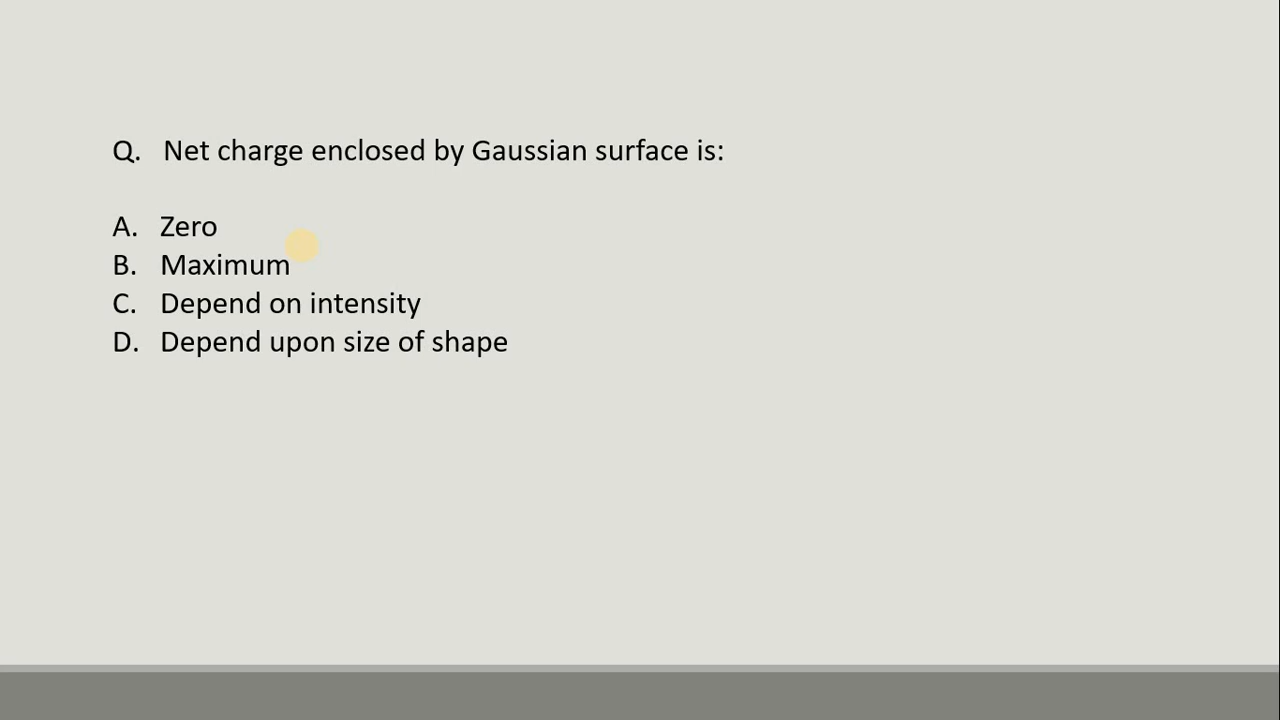 Q. Net charge enclosed by Gaussian surface is:
A. Zero
B. Maximum
C. Depend on intensity
D. Depend upon size of shape